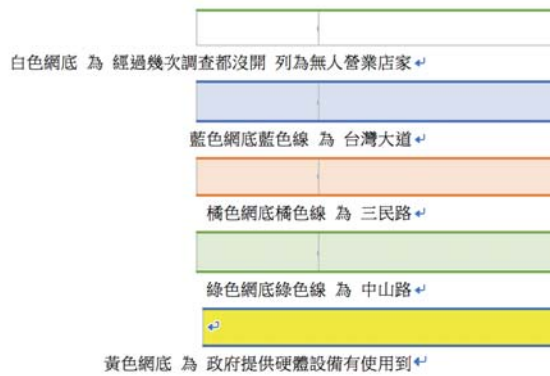 白色網底 為 經過幾次調查都沒開 列為無人營業店家
藍色網底藍色線 為 台灣大道
橘色網底橘色線 為 三民路
綠色網底綠色線 為 中山路
黃色網底 為 政府提供硬體設備有使用到